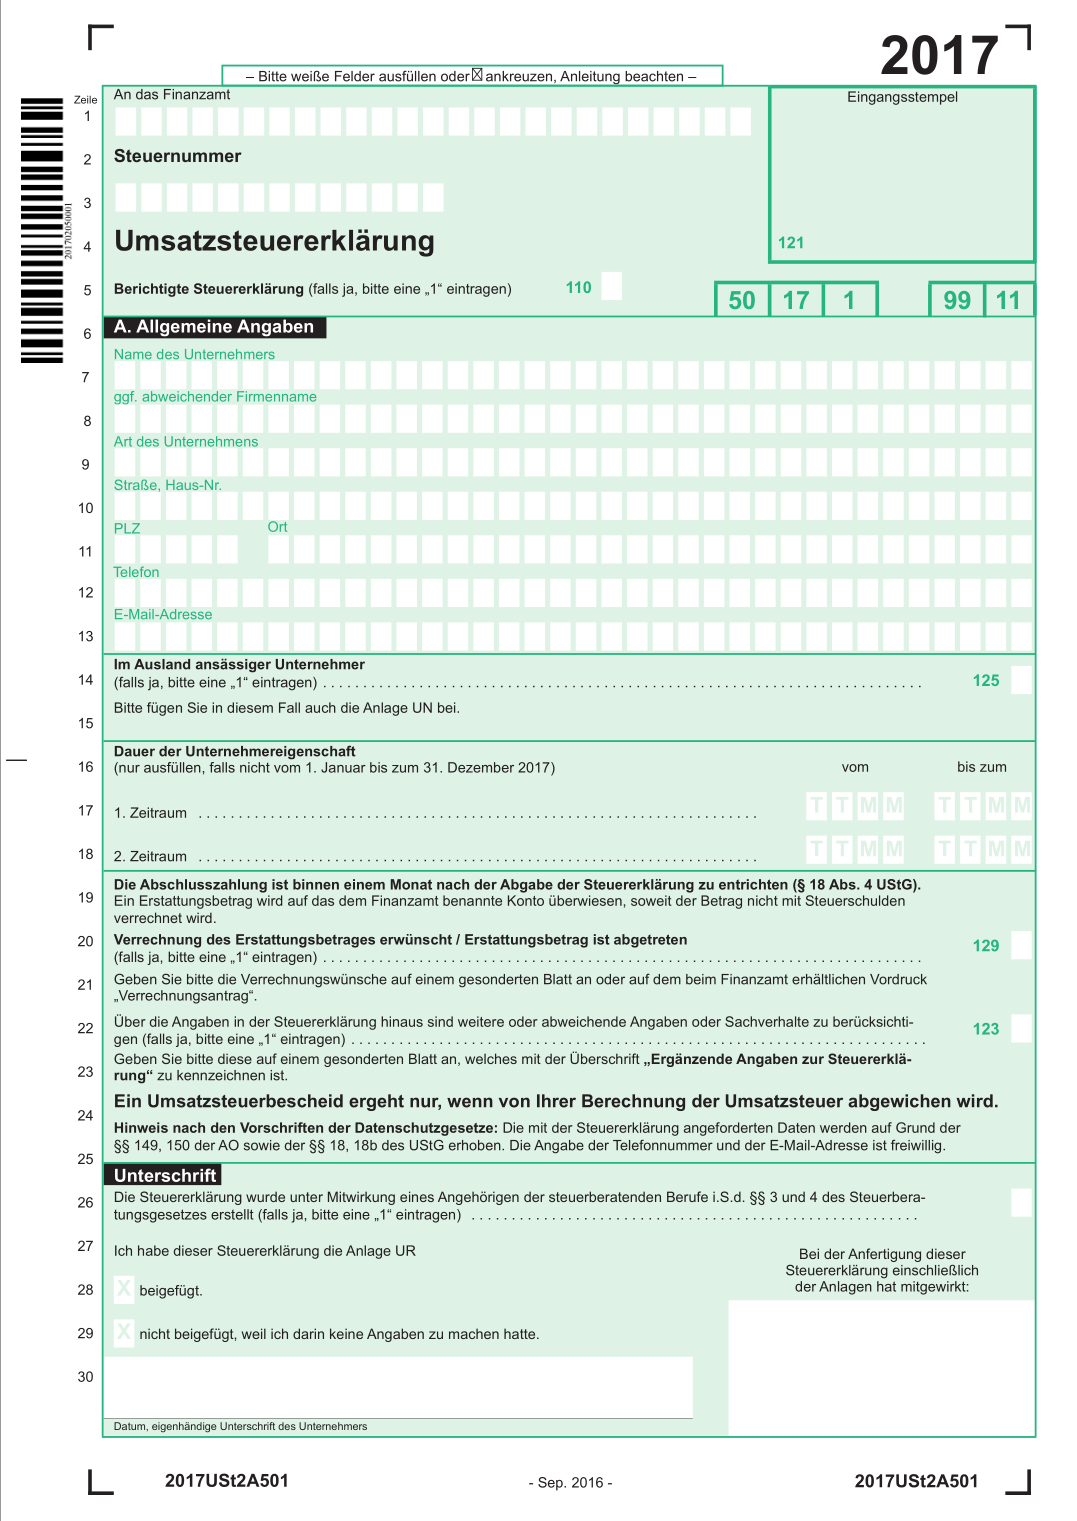 2017
– Bitte weiße Felder ausfüllen oder ☒ ankreuzen, Anleitung beachten –
Zeile
An das Finanzamt
Eingangsstempel
1
2 Steuernummer
3
201702050001
4 Umsatzsteuererklärung
121
5 Berichtigte Steuererklärung (falls ja, bitte eine „1“ eintragen) 110
50 17 1 99 11
6 A. Allgemeine Angaben
Name des Unternehmers
7
ggf. abweichender Firmenname
8
Art des Unternehmens
9
Straße, Haus-Nr.
10
PLZ Ort
11
Telefon
12
E-Mail-Adresse
13
Im Ausland ansässiger Unternehmer
14 (falls ja, bitte eine „1“ eintragen) 125
Bitte fügen Sie in diesem Fall auch die Anlage UN bei.
15
Dauer der Unternehmereigenschaft
16 (nur ausfüllen, falls nicht vom 1. Januar bis zum 31. Dezember 2017) vom bis zum
17 1. Zeitraum T T M M T T M M
18 2. Zeitraum T T M M T T M M
Die Abschlusszahlung ist binnen einem Monat nach der Abgabe der Steuererklärung zu entrichten (§ 18 Abs. 4 UStG).
19 Ein Erstattungsbetrag wird auf das dem Finanzamt benannte Konto überwiesen, soweit der Betrag nicht mit Steuerschulden
verrechnet wird.
20 Verrechnung des Erstattungsbetrages erwünscht / Erstattungsbetrag ist abgetreten
(falls ja, bitte eine „1“ eintragen) 129
21 Geben Sie bitte die Verrechnungswünsche auf einem gesonderten Blatt an oder auf dem beim Finanzamt erhältlichen Vordruck
„Verrechnungsantrag“.
22 Über die Angaben in der Steuererklärung hinaus sind weitere oder abweichende Angaben oder Sachverhalte zu berücksichti-
gen (falls ja, bitte eine „1“ eintragen) 123
Geben Sie bitte diese auf einem gesonderten Blatt an, welches mit der Überschrift „Ergänzende Angaben zur Steuererklä-
23 rung“ zu kennzeichnen ist.
24 Ein Umsatzsteuerbescheid ergeht nur, wenn von Ihrer Berechnung der Umsatzsteuer abgewichen wird.
Hinweis nach den Vorschriften der Datenschutzgesetze: Die mit der Steuererklärung angeforderten Daten werden auf Grund der
§§ 149, 150 der AO sowie der §§ 18, 18b des UStG erhoben. Die Angabe der Telefonnummer und der E-Mail-Adresse ist freiwillig.
25
Unterschrift
26 Die Steuererklärung wurde unter Mitwirkung eines Angehörigen der steuerberatenden Berufe i.S.d. §§ 3 und 4 des Steuerbera-
tungsgesetzes erstellt (falls ja, bitte eine „1“ eintragen)
27 Ich habe dieser Steuererklärung die Anlage UR
Bei der Anfertigung dieser
Steuererklärung einschließlich
der Anlagen hat mitgewirkt:
28 X beigefügt.
29 X nicht beigefügt, weil ich darin keine Angaben zu machen hatte.
30
Datum, eigenhändige Unterschrift des Unternehmers
2017USt2A501 - Sep. 2016 - 2017USt2A501